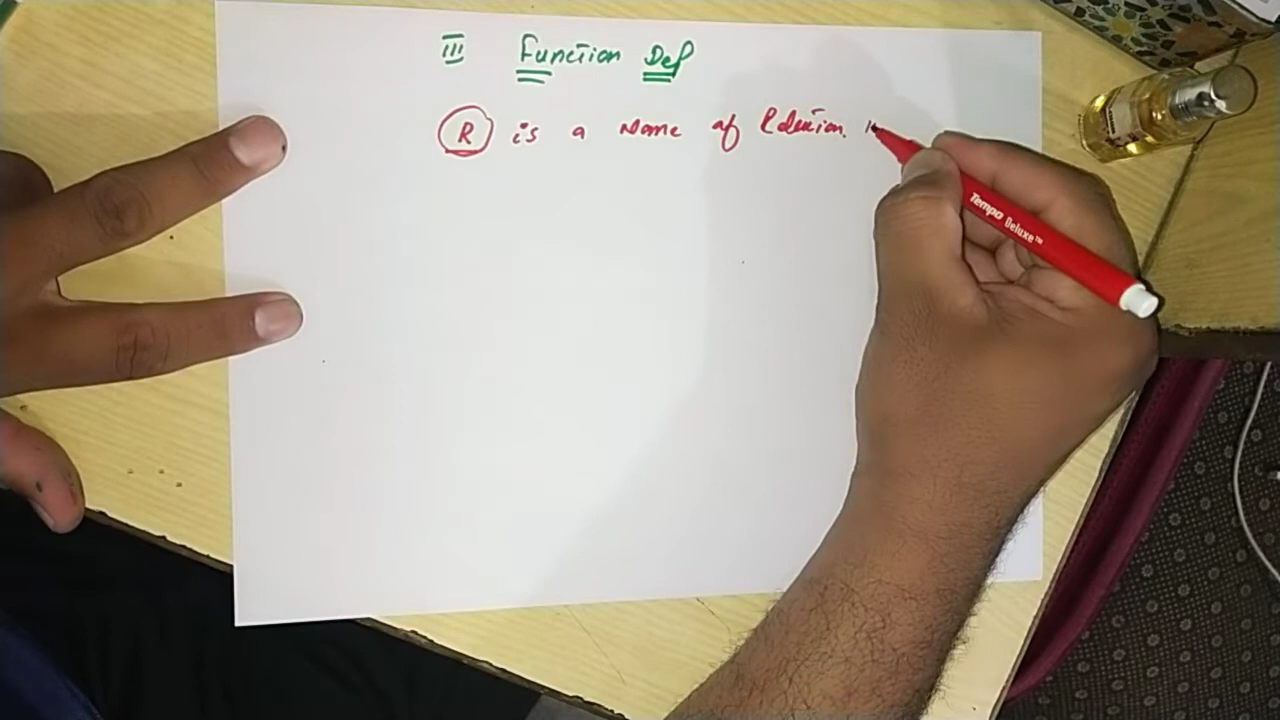 III Function Def
R is a Name of Relation.
Tempo Deluxe™